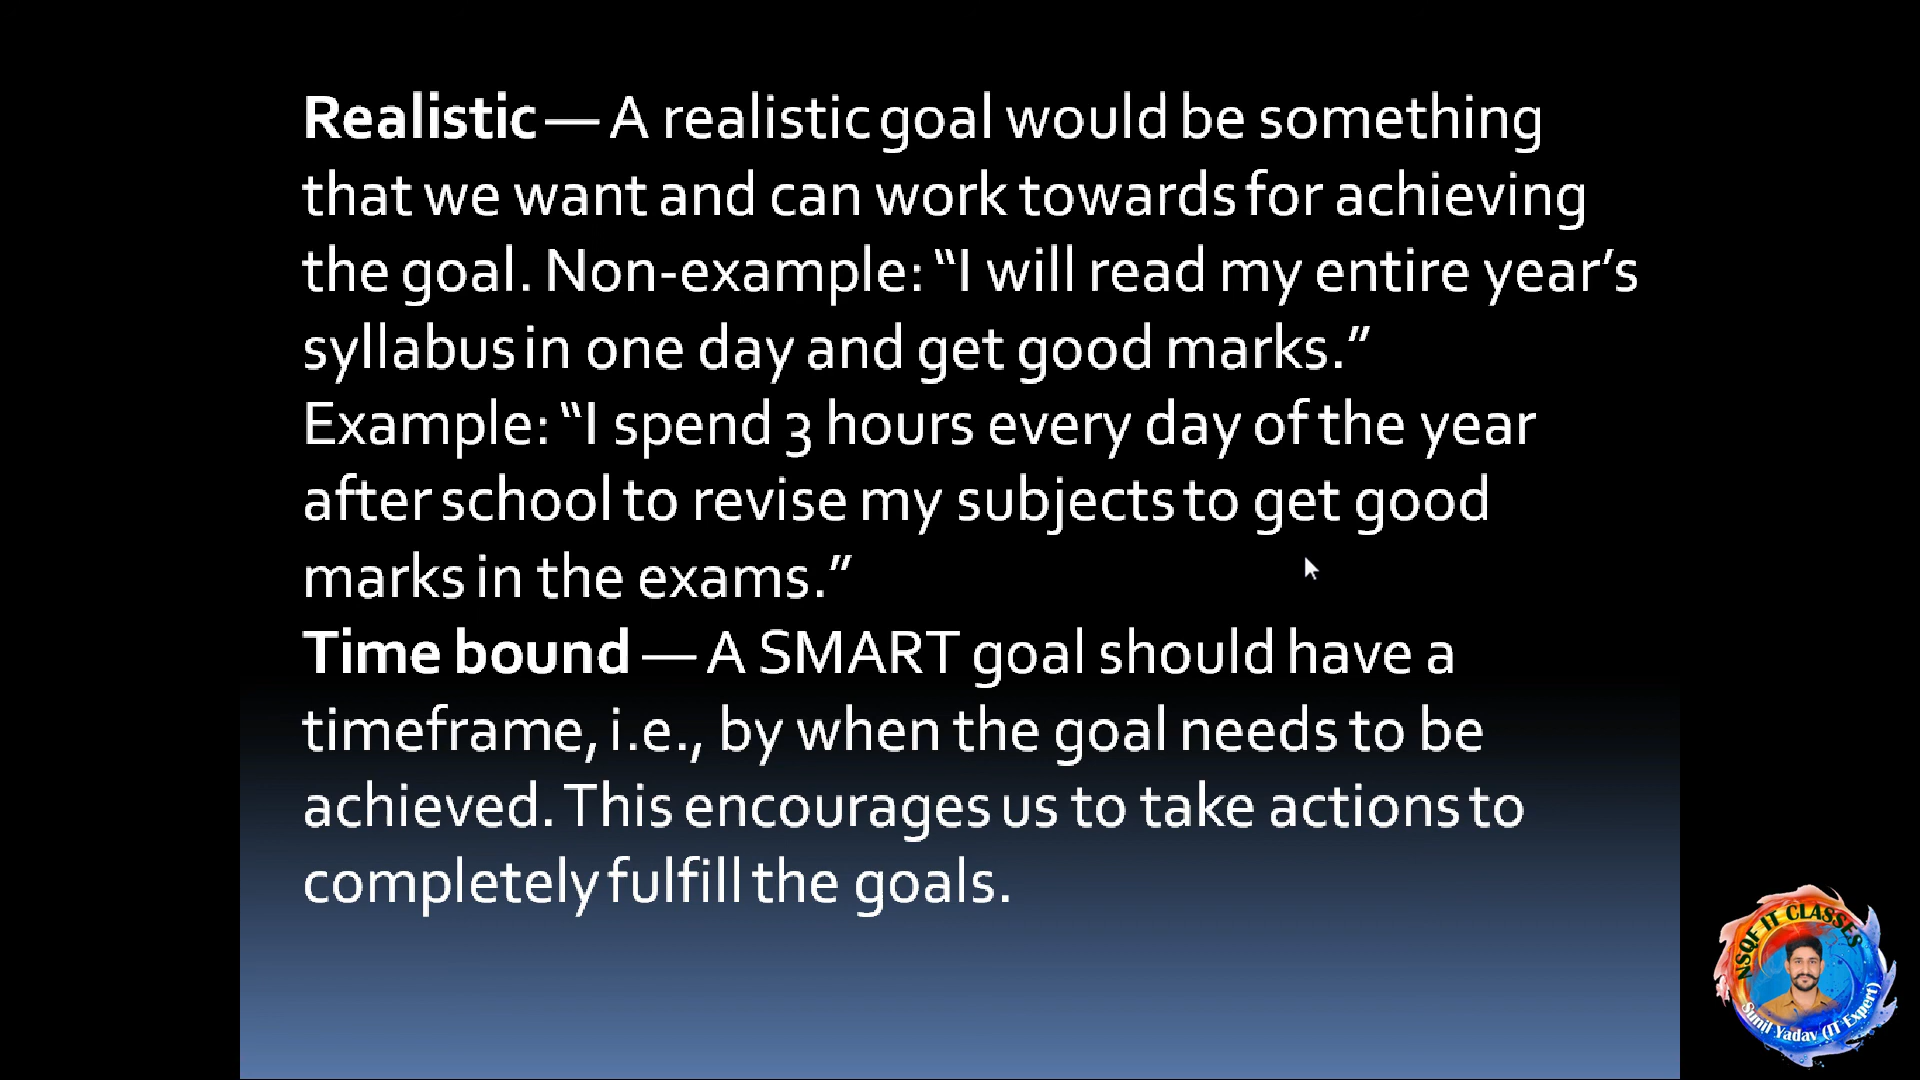 Realistic — A realistic goal would be something
that we want and can work towards for achieving
the goal. Non-example: “I will read my entire year’s
syllabus in one day and get good marks.”
Example: “I spend 3 hours every day of the year
after school to revise my subjects to get good
marks in the exams.”
Time bound — A SMART goal should have a
timeframe, i.e., by when the goal needs to be
achieved. This encourages us to take actions to
completely fulfill the goals.
NSQF IT CLASSES
Sunil Yadav (IT Expert)